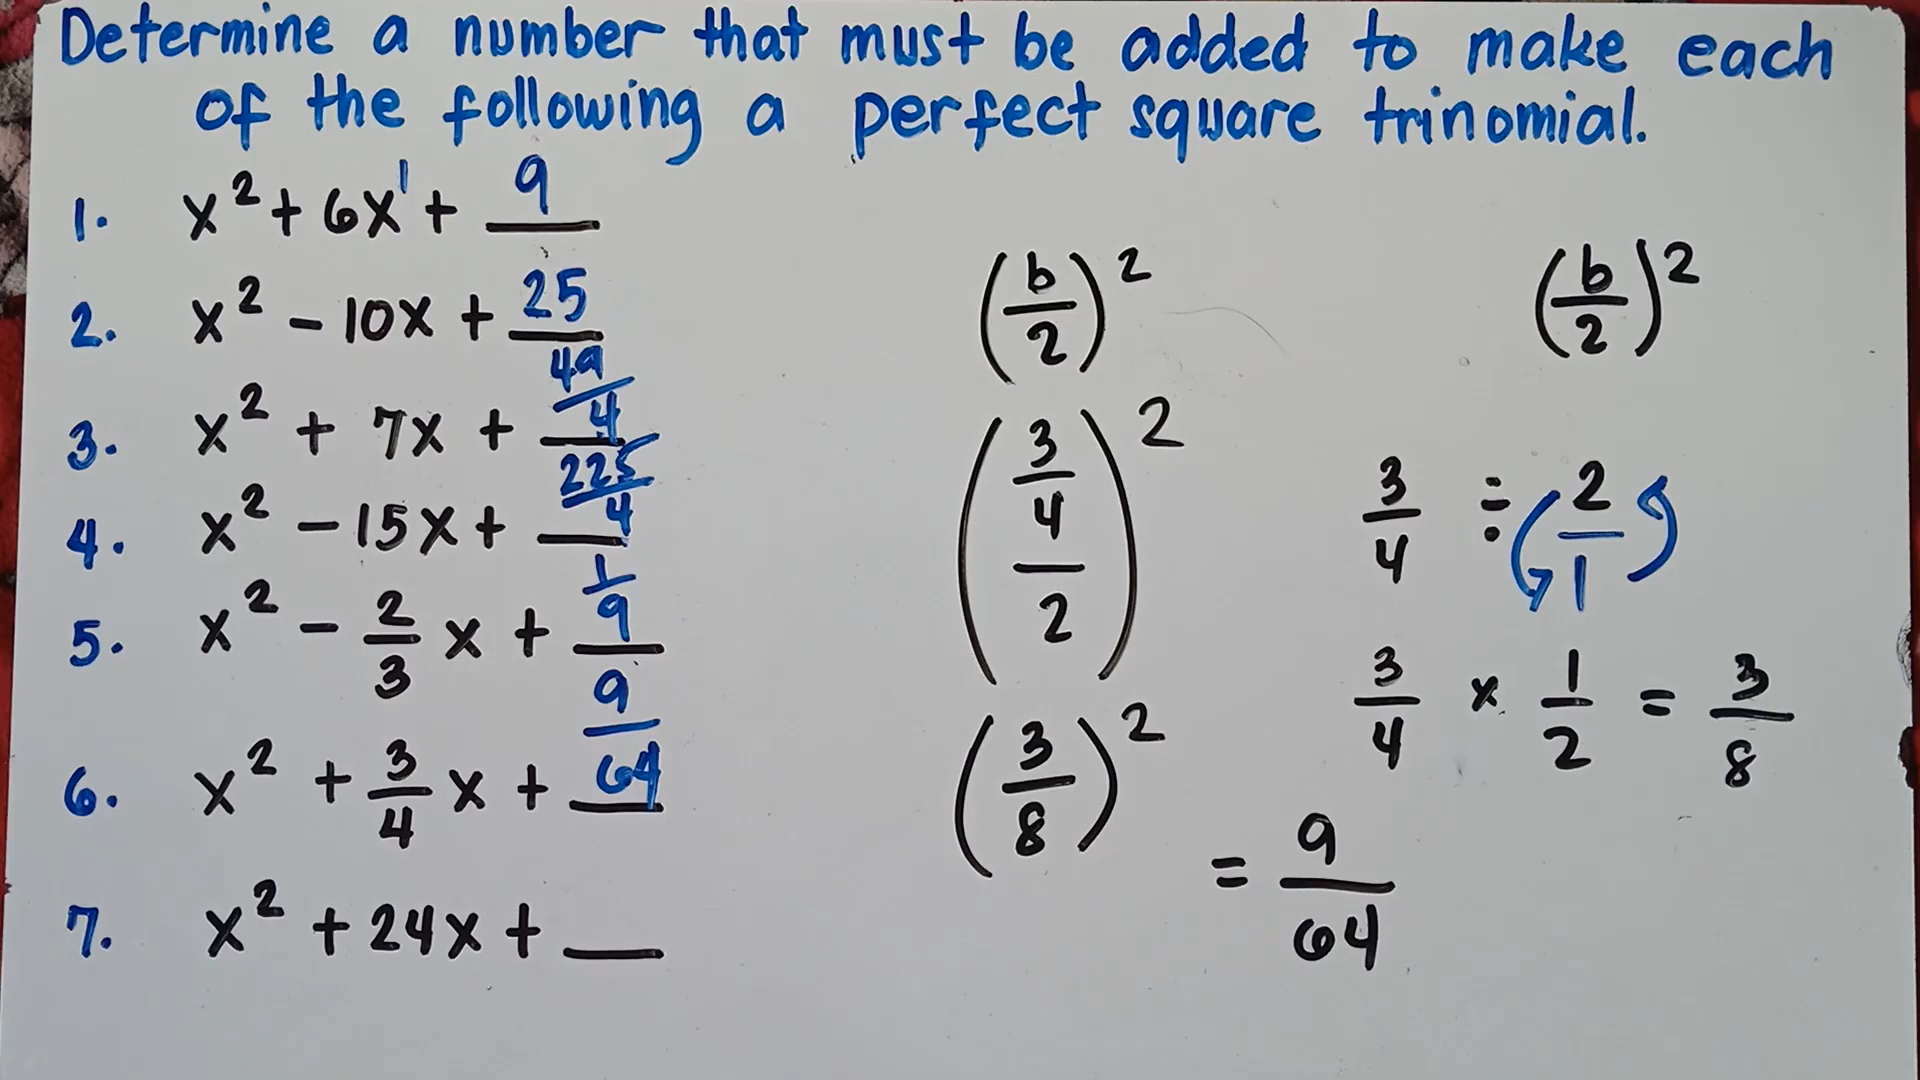 Determine a number that must be added to make each
of the following a perfect square trinomial.
1. x² + 6x¹ + 9
2. x² - 10x + 25
3. x² + 7x + 49/4
4. x² - 15x + 225/4
5. x² - 2/3 x + 1/9
6. x² + 3/4 x + 9/64
7. x² + 24x + __
(b/2)²
(3/4 / 2)²
(3/8)²
= 9/64
(b/2)²
3/4 ÷ 2/1
3/4 × 1/2 = 3/8